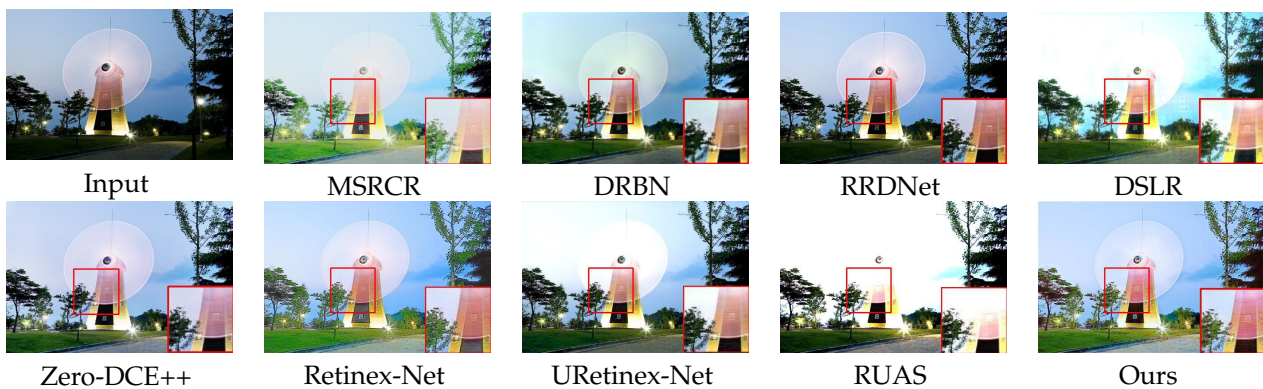 Input MSRCR DRBN RRDNet DSLR
Zero-DCE++ Retinex-Net URetinex-Net RUAS Ours